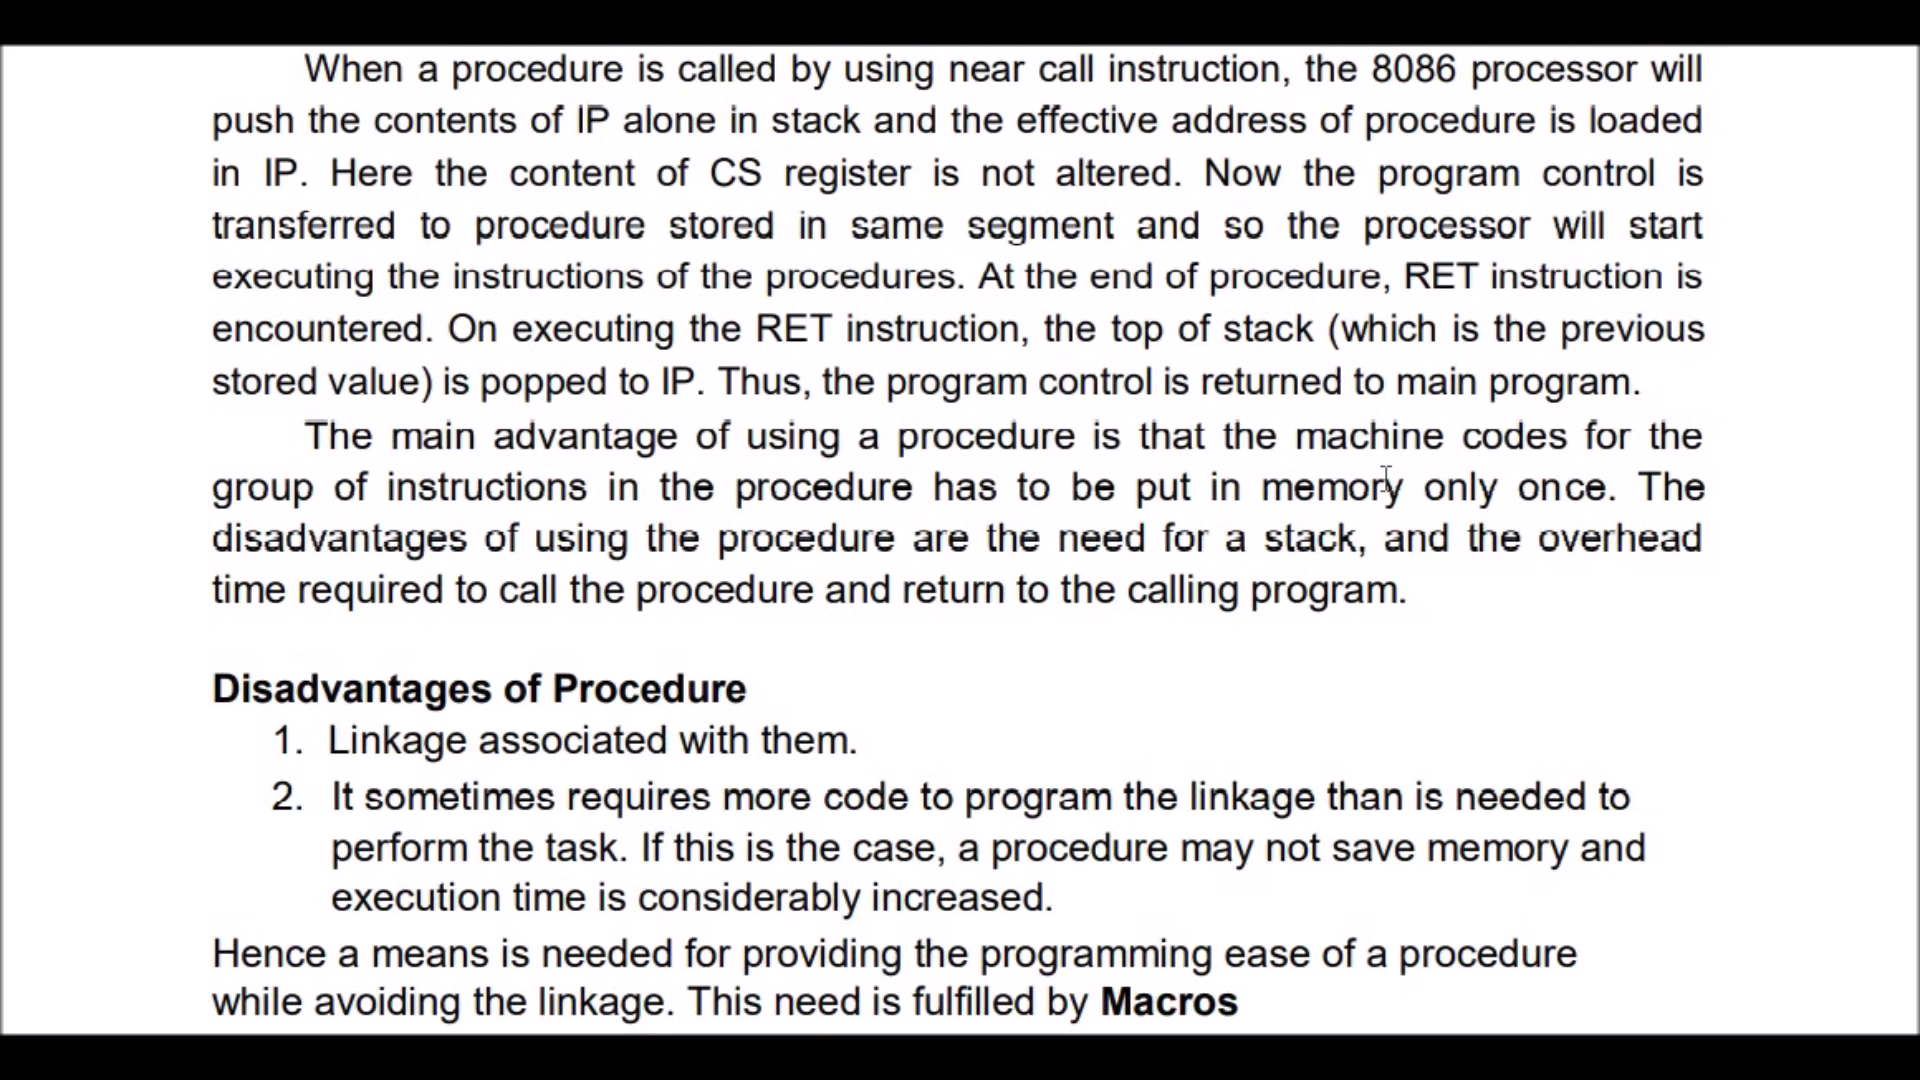 When a procedure is called by using near call instruction, the 8086 processor will
push the contents of IP alone in stack and the effective address of procedure is loaded
in IP. Here the content of CS register is not altered. Now the program control is
transferred to procedure stored in same segment and so the processor will start
executing the instructions of the procedures. At the end of procedure, RET instruction is
encountered. On executing the RET instruction, the top of stack (which is the previous
stored value) is popped to IP. Thus, the program control is returned to main program.
The main advantage of using a procedure is that the machine codes for the
group of instructions in the procedure has to be put in memory only once. The
disadvantages of using the procedure are the need for a stack, and the overhead
time required to call the procedure and return to the calling program.
Disadvantages of Procedure
1. Linkage associated with them.
2. It sometimes requires more code to program the linkage than is needed to
perform the task. If this is the case, a procedure may not save memory and
execution time is considerably increased.
Hence a means is needed for providing the programming ease of a procedure
while avoiding the linkage. This need is fulfilled by Macros